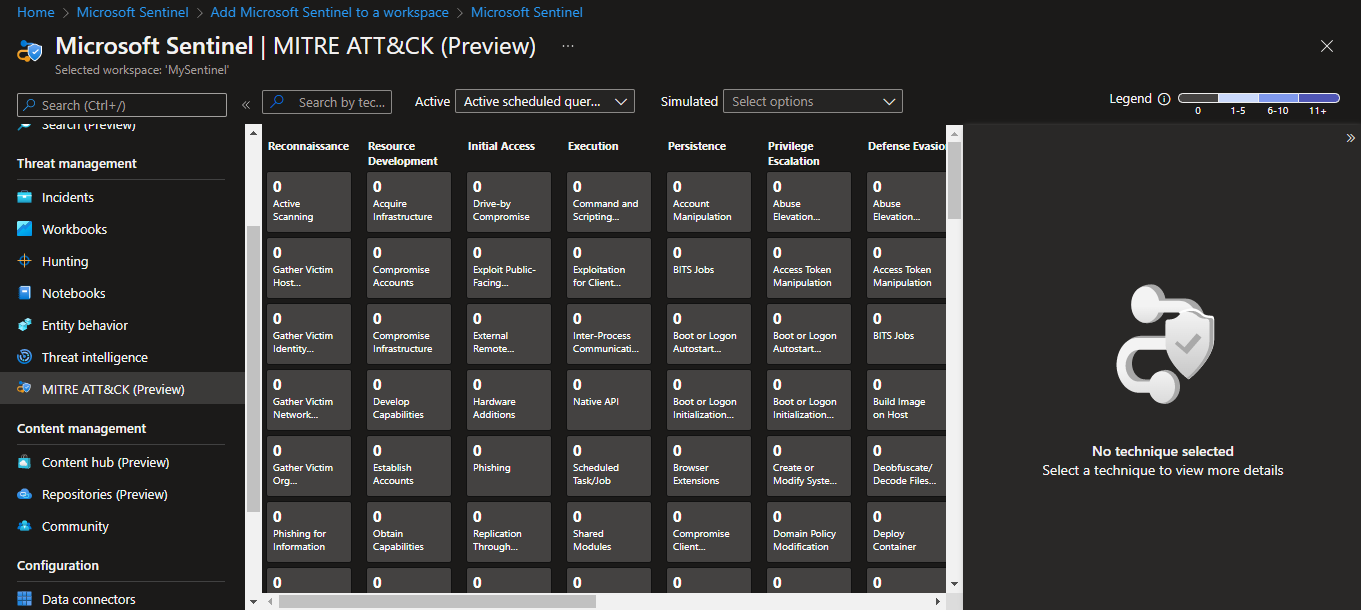 Home > Microsoft Sentinel > Add Microsoft Sentinel to a workspace > Microsoft Sentinel
Microsoft Sentinel | MITRE ATT&CK (Preview) ...
Selected workspace: 'MySentinel'
Search (Ctrl+/)
«
Search (Preview)
Threat management
Incidents
Workbooks
Hunting
Notebooks
Entity behavior
Threat intelligence
MITRE ATT&CK (Preview)
Content management
Content hub (Preview)
Repositories (Preview)
Community
Configuration
Data connectors
Search by tec...
Active
Active scheduled quer...
Simulated
Select options
Legend
0
1-5
6-10
11+
Reconnaissance
0
Active
Scanning
0
Gather Victim
Host...
0
Gather Victim
Identity...
0
Gather Victim
Network...
0
Gather Victim
Org...
0
Phishing for
Information
0
Resource
Development
0
Acquire
Infrastructure
0
Compromise
Accounts
0
Compromise
Infrastructure
0
Develop
Capabilities
0
Establish
Accounts
0
Obtain
Capabilities
0
Initial Access
0
Drive-by
Compromise
0
Exploit Public-
Facing...
0
External
Remote...
0
Hardware
Additions
0
Phishing
0
Replication
Through...
0
Execution
0
Command and
Scripting...
0
Exploitation
for Client...
0
Inter-Process
Communicati...
0
Native API
0
Scheduled
Task/Job
0
Shared
Modules
0
Persistence
0
Account
Manipulation
0
BITS Jobs
0
Boot or Logon
Autostart...
0
Boot or Logon
Initialization...
0
Browser
Extensions
0
Compromise
Client...
0
Privilege
Escalation
0
Abuse
Elevation...
0
Access Token
Manipulation
0
Boot or Logon
Autostart...
0
Boot or Logon
Initialization...
0
Create or
Modify Syste...
0
Domain Policy
Modification
0
Defense Evasio
0
Abuse
Elevation...
0
Access Token
Manipulation
0
BITS Jobs
0
Build Image
on Host
0
Deobfuscate/
Decode Files...
0
Deploy
Container
0
»
No technique selected
Select a technique to view more details